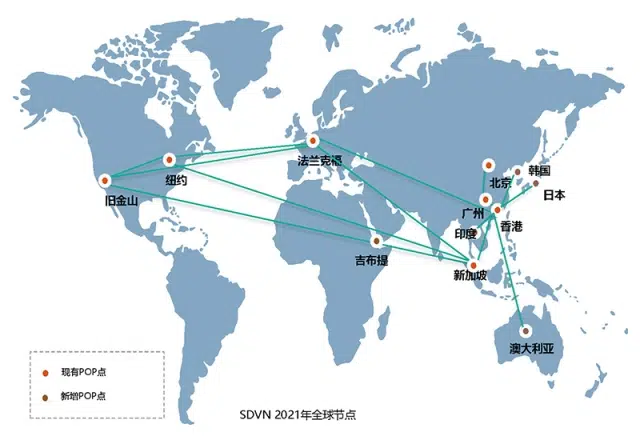 法兰克福
纽约
旧金山
北京
韩国
日本
广州
香港
印度
吉布提
新加坡
澳大利亚
现有POP点
新增POP点
SDVN 2021年全球节点